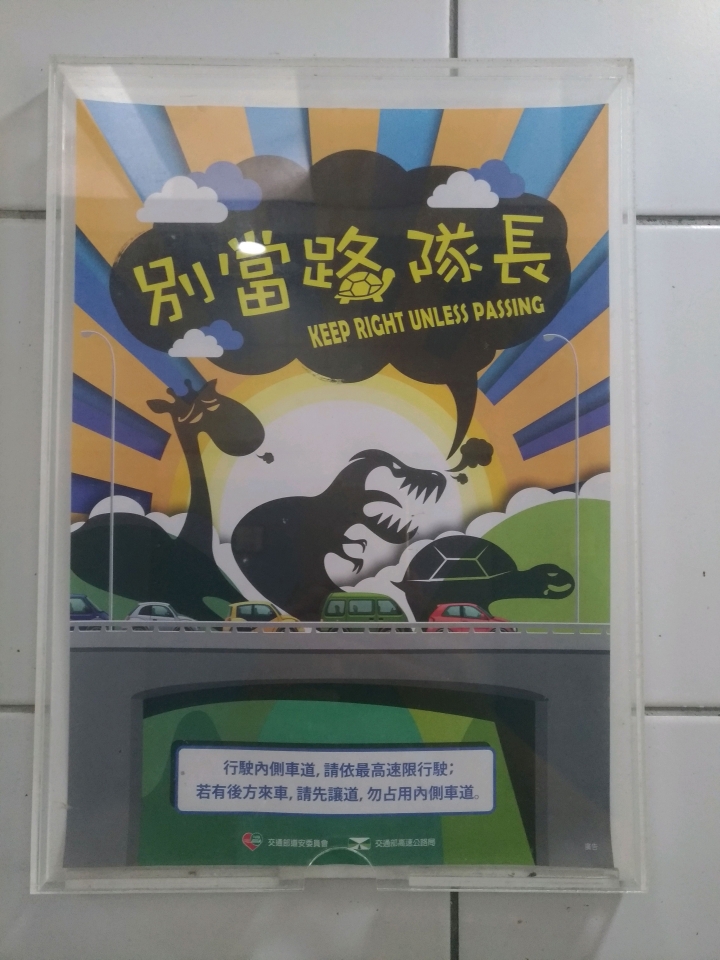 別當路隊長
KEEP RIGHT UNLESS PASSING
行駛內側車道, 請依最高速限行駛;
若有後方來車, 請先讓道, 勿占用內側車道。
交通部道安委員會 交通部高速公路局
廣告